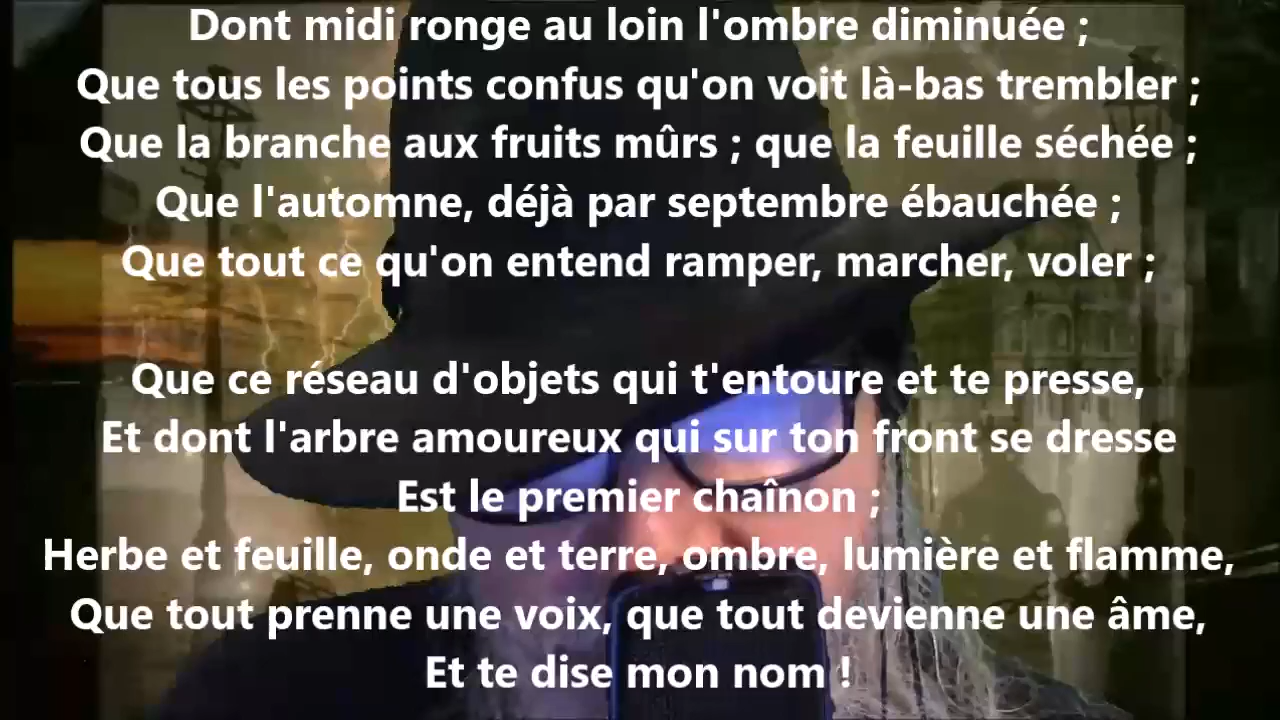 Dont midi ronge au loin l'ombre diminuée ;
Que tous les points confus qu'on voit là-bas trembler ;
Que la branche aux fruits mûrs ; que la feuille séchée ;
Que l'automne, déjà par septembre ébauchée ;
Que tout ce qu'on entend ramper, marcher, voler ;
Que ce réseau d'objets qui t'entoure et te presse,
Et dont l'arbre amoureux qui sur ton front se dresse
Est le premier chaînon ;
Herbe et feuille, onde et terre, ombre, lumière et flamme,
Que tout prenne une voix, que tout devienne une âme,
Et te dise mon nom !